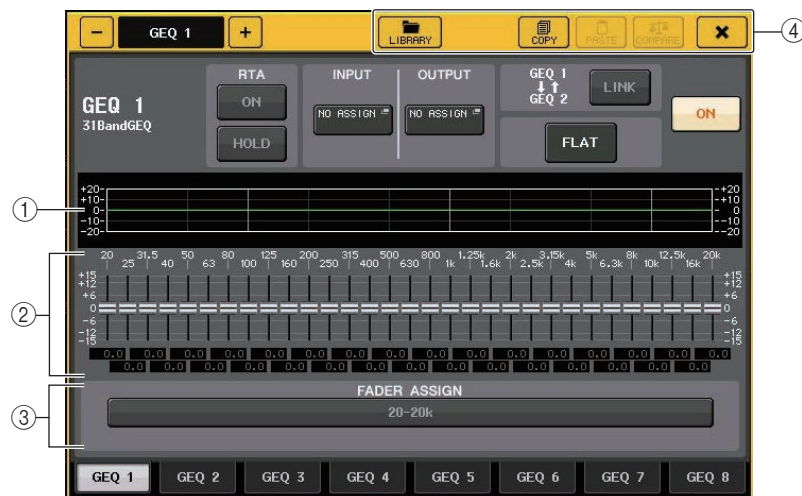 GEQ 1
LIBRARY
COPY
PASTE
COMPARE
④
GEQ 1
31BandGEQ
RTA
ON
HOLD
INPUT
NO ASSIGN
OUTPUT
NO ASSIGN
GEQ 1
GEQ 2
LINK
FLAT
ON
①
+20 +20
+10 +10
0 0
-10 -10
-20 -20
②
20 31.5 50 80 125 200 315 500 800 1.25k 2k 3.15k 5k 8k 12.5k 20k
25 40 63 100 160 250 400 630 1k 1.6k 2.5k 4k 6.3k 10k 16k
+15 +15
+12 +12
+6 +6
0 0
-6 -6
-12 -12
-15 -15
0.0 0.0 0.0 0.0 0.0 0.0 0.0 0.0 0.0 0.0 0.0 0.0 0.0 0.0 0.0 0.0
0.0 0.0 0.0 0.0 0.0 0.0 0.0 0.0 0.0 0.0 0.0 0.0 0.0 0.0 0.0
③
FADER ASSIGN
20-20k
GEQ 1 GEQ 2 GEQ 3 GEQ 4 GEQ 5 GEQ 6 GEQ 7 GEQ 8